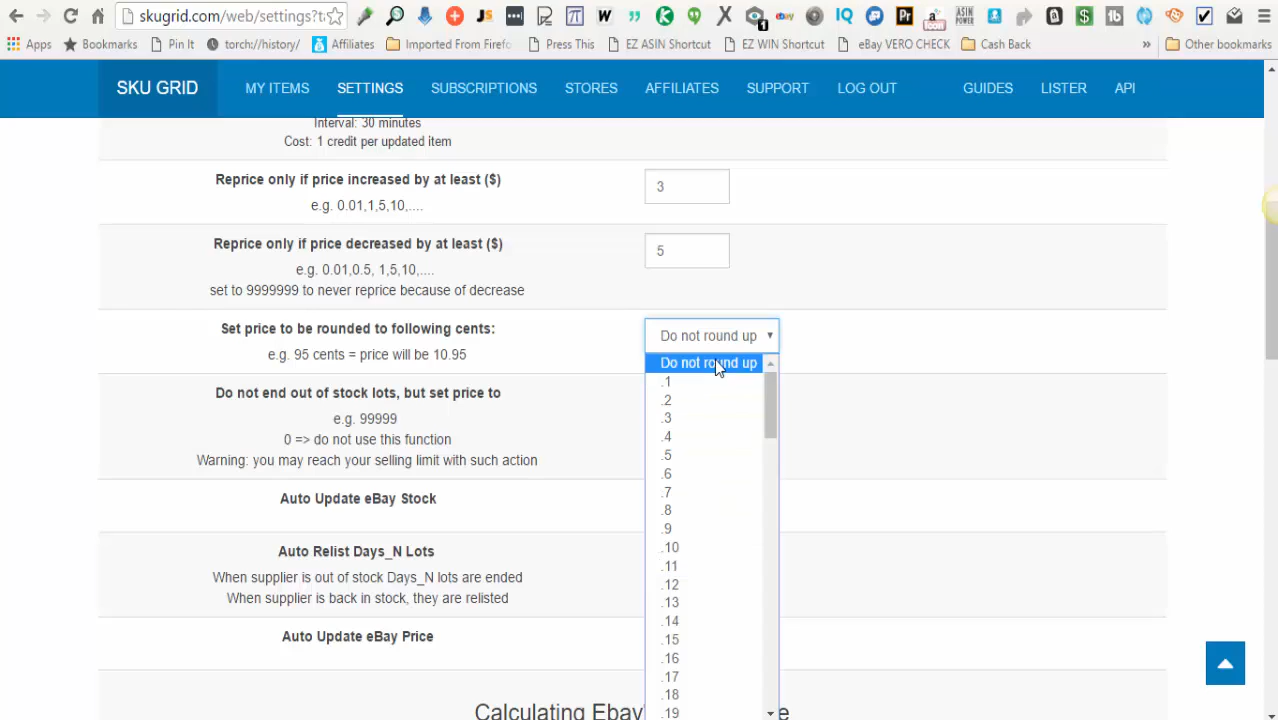 skugrid.com/web/settings?t
Apps
Bookmarks
Pin It
torch://history/
Affiliates
Imported From Firefo
Press This
EZ ASIN Shortcut
EZ WIN Shortcut
eBay VERO CHECK
Cash Back
»
Other bookmarks
SKU GRID
MY ITEMS
SETTINGS
SUBSCRIPTIONS
STORES
AFFILIATES
SUPPORT
LOG OUT
GUIDES
LISTER
API
Interval: 30 minutes
Cost: 1 credit per updated item
Reprice only if price increased by at least ($)
e.g. 0.01,1,5,10,....
3
Reprice only if price decreased by at least ($)
e.g. 0.01,0.5, 1,5,10,....
set to 9999999 to never reprice because of decrease
5
Set price to be rounded to following cents:
e.g. 95 cents = price will be 10.95
Do not round up
Do not round up
.1
.2
.3
.4
.5
.6
.7
.8
.9
.10
.11
.12
.13
.14
.15
.16
.17
.18
.19
Do not end out of stock lots, but set price to
e.g. 99999
0 => do not use this function
Warning: you may reach your selling limit with such action
Auto Update eBay Stock
Auto Relist Days_N Lots
When supplier is out of stock Days_N lots are ended
When supplier is back in stock, they are relisted
Auto Update eBay Price
Calculating Ebay